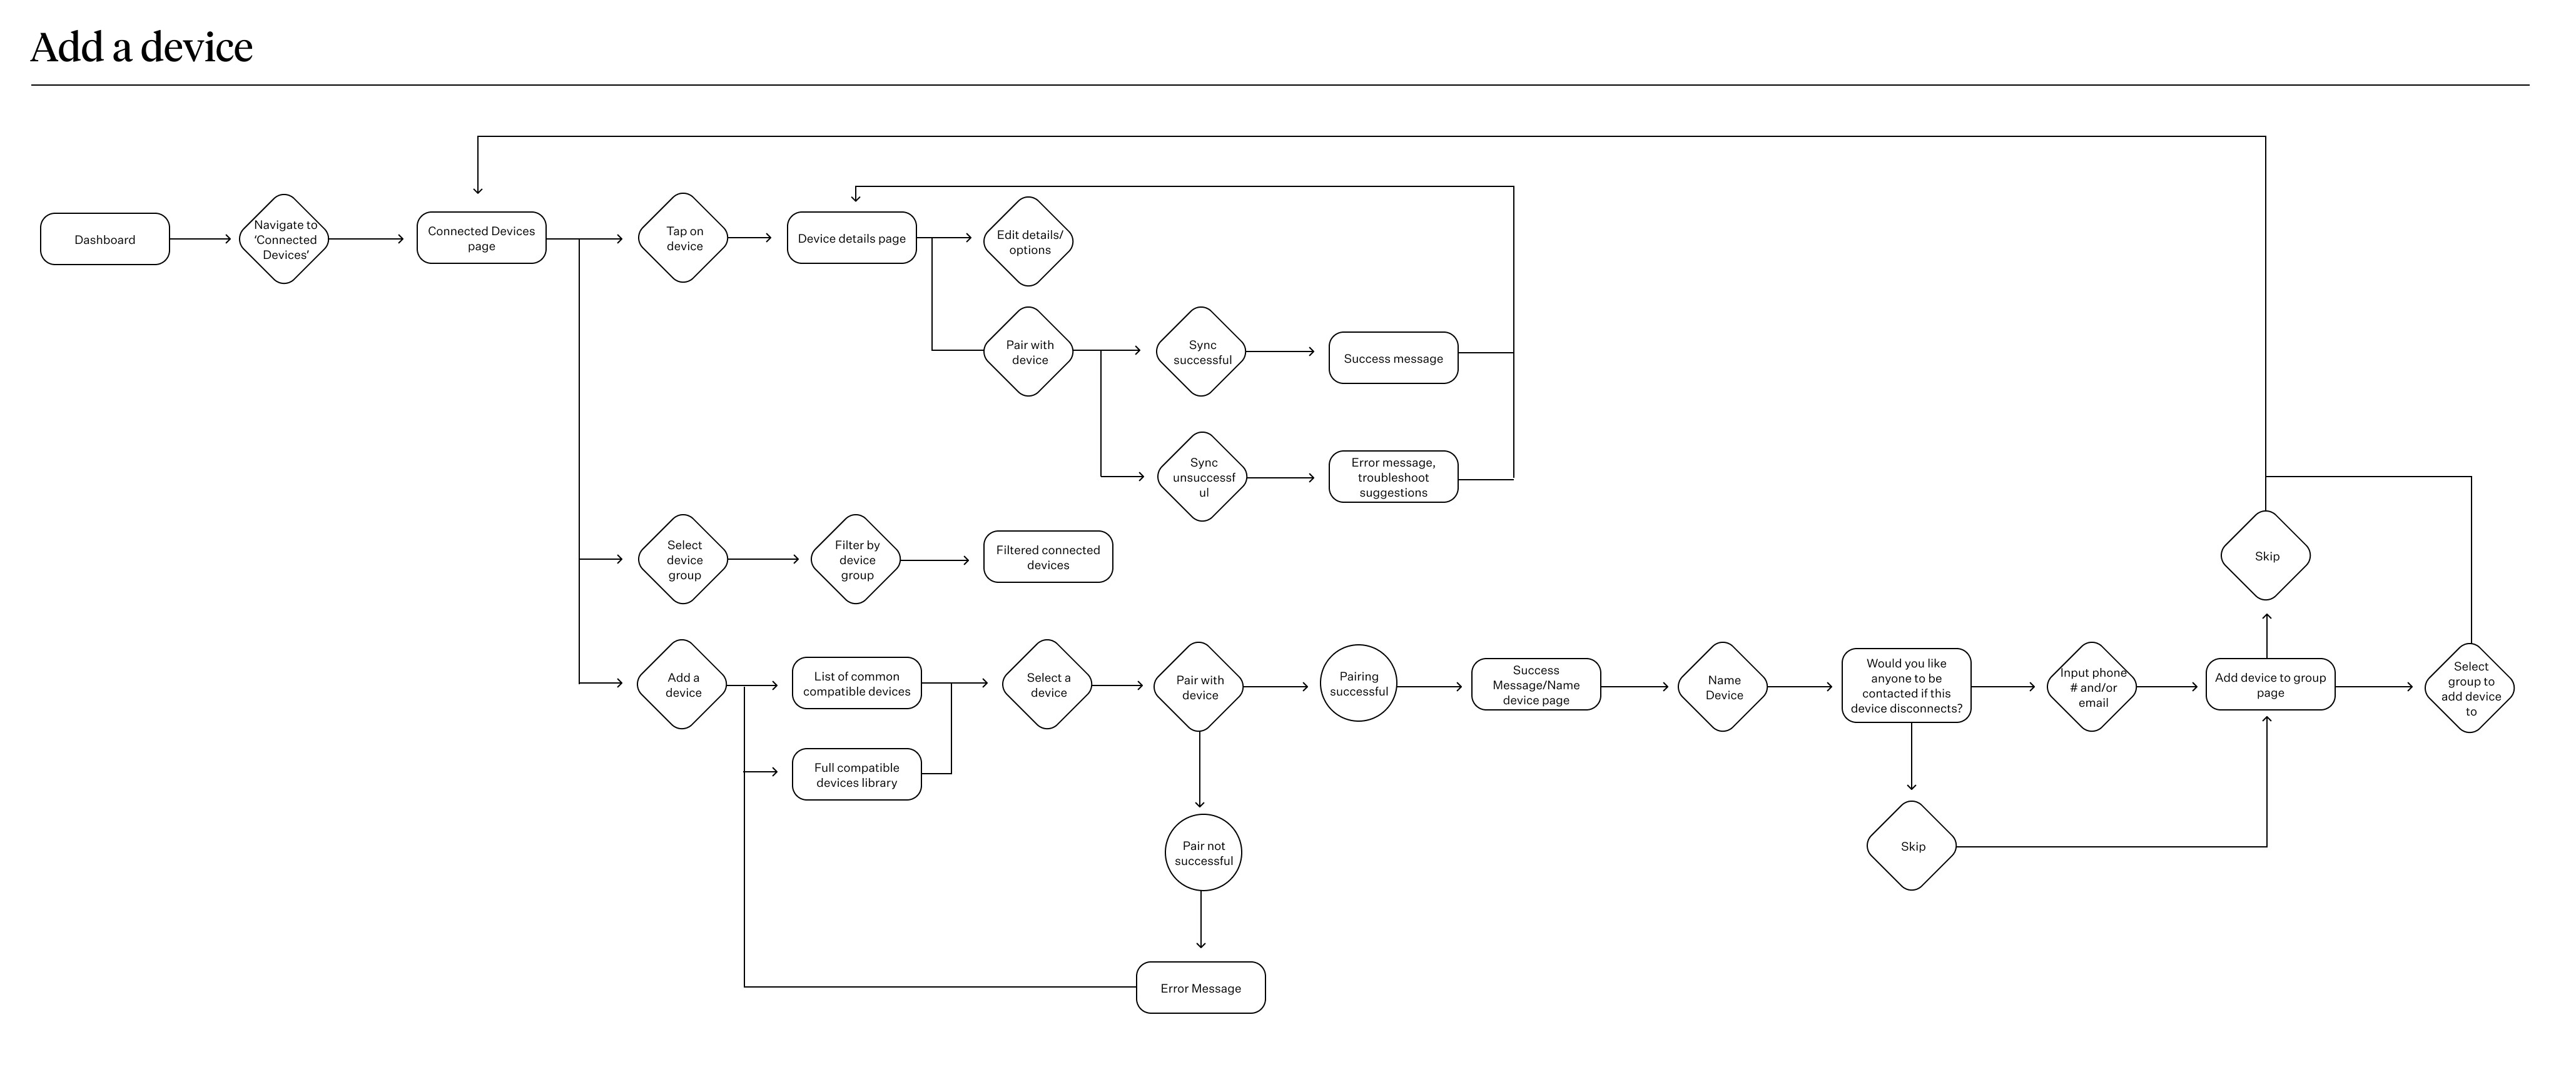 Add a device
Dashboard
Navigate to
‘Connected
Devices’
Connected Devices
page
Tap on
device
Device details page
Edit details/
options
Pair with
device
Sync
successful
Success message
Sync
unsuccessf
ul
Error message,
troubleshoot
suggestions
Select
device
group
Filter by
device
group
Filtered connected
devices
Skip
Add a
device
List of common
compatible devices
Full compatible
devices library
Select a
device
Pair with
device
Pairing
successful
Success
Message/Name
device page
Name
Device
Would you like
anyone to be
contacted if this
device disconnects?
Input phone
# and/or
email
Add device to group
page
Select
group to
add device
to
Pair not
successful
Skip
Error Message